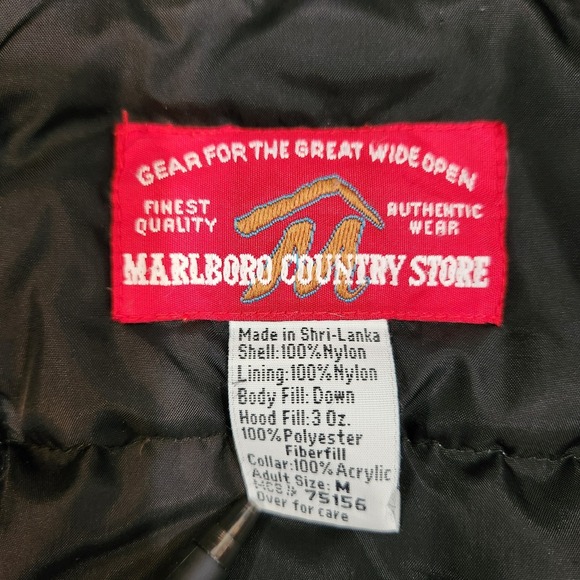 GEAR FOR THE GREAT WIDE OPEN
FINEST QUALITY
AUTHENTIC WEAR
MARLBORO COUNTRY STORE
Made in Shri-Lanka
Shell:100%Nylon
Lining:100%Nylon
Body Fill: Down
Hood Fill:3 Oz.
100%Polyester
Fiberfill
Collar:100% Acrylic
Adult Size: M
MCS# 75156
Over for care